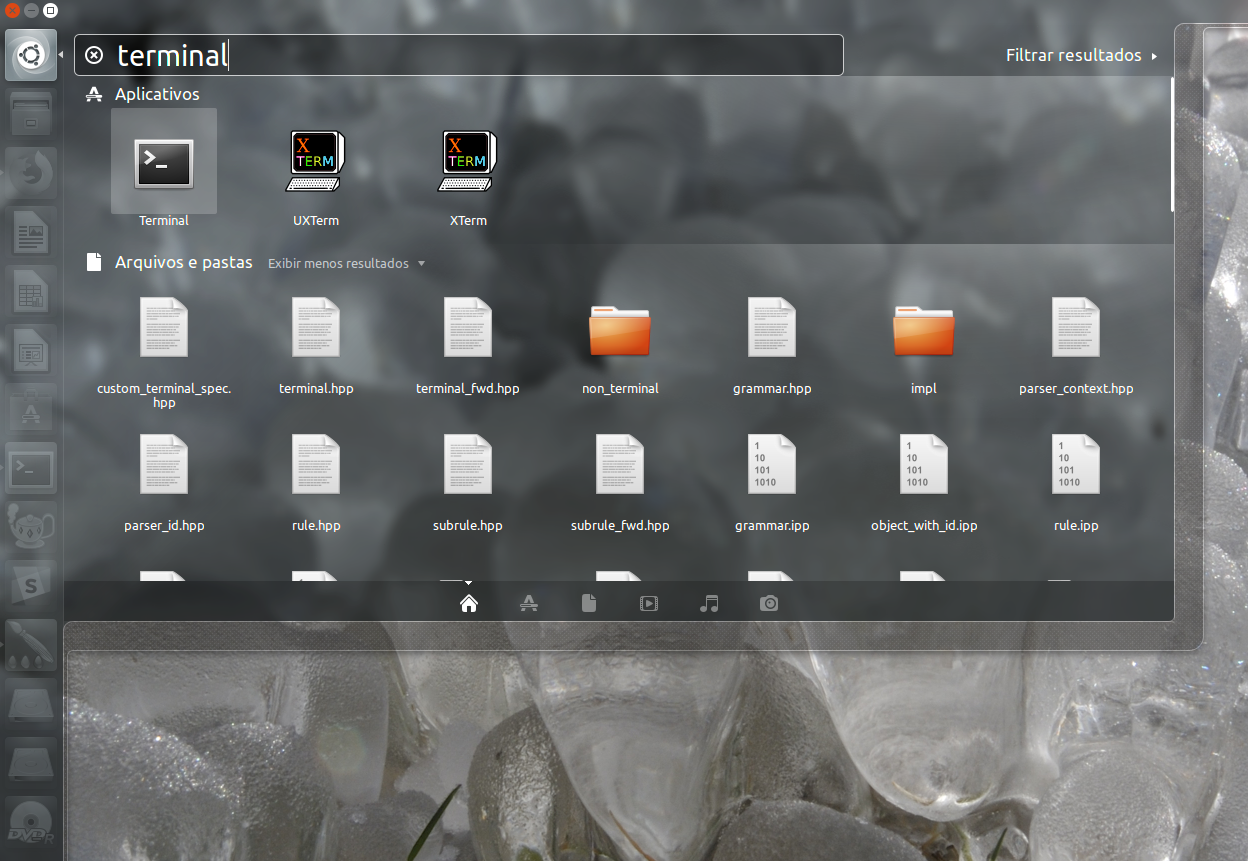 terminal
Filtrar resultados
Aplicativos
X
TERM
X
TERM
Terminal
UXTerm
XTerm
Arquivos e pastas Exibir menos resultados
custom_terminal_spec.
hpp
terminal.hpp
terminal_fwd.hpp
non_terminal
grammar.hpp
impl
parser_context.hpp
1
10
101
1010
1
10
101
1010
1
10
101
1010
parser_id.hpp
rule.hpp
subrule.hpp
subrule_fwd.hpp
grammar.ipp
object_with_id.ipp
rule.ipp
S
DVD-R